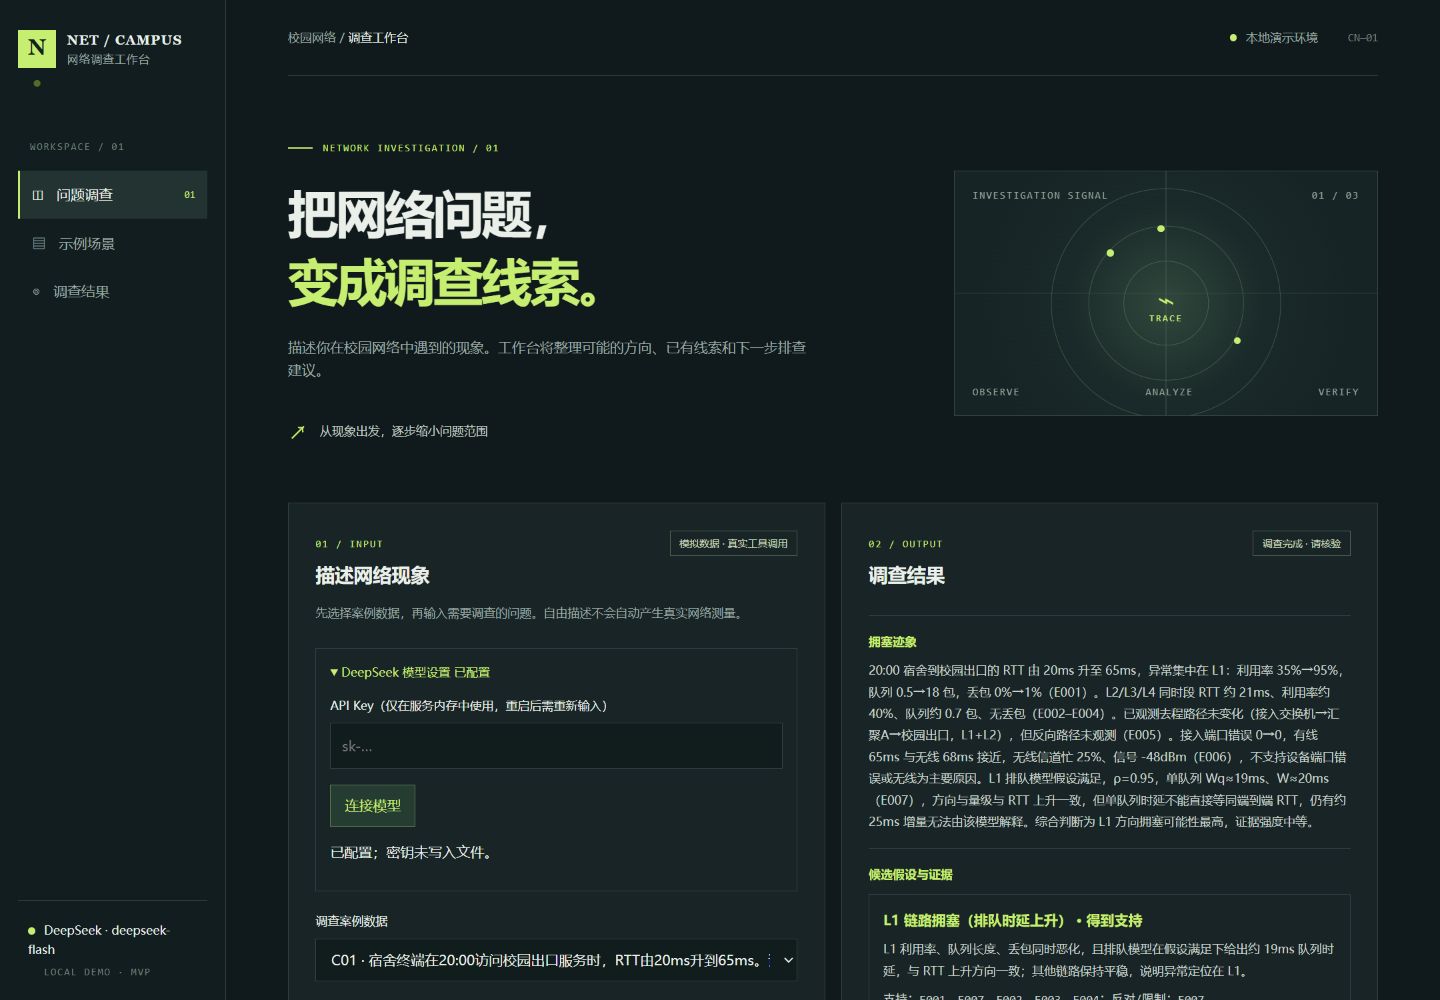 N
NET / CAMPUS
网络调查工作台
WORKSPACE / 01
问题调查 01
示例场景
调查结果
DeepSeek · deepseek-
flash
LOCAL DEMO · MVP
校园网络 / 调查工作台
本地演示环境 CN—01
NETWORK INVESTIGATION / 01
把网络问题，
变成调查线索。
描述你在校园网络中遇到的现象。工作台将整理可能的方向、已有线索和下一步排查
建议。
从现象出发，逐步缩小问题范围
INVESTIGATION SIGNAL 01 / 03
TRACE
OBSERVE ANALYZE VERIFY
01 / INPUT
模拟数据 · 真实工具调用
描述网络现象
先选择案例数据，再输入需要调查的问题。自由描述不会自动产生真实网络测量。
▼ DeepSeek 模型设置 已配置
API Key（仅在服务内存中使用，重启后需重新输入）
sk-...
连接模型
已配置；密钥未写入文件。
调查案例数据
C01 · 宿舍终端在20:00访问校园出口服务时，RTT由20ms升到65ms。
02 / OUTPUT
调查完成 · 请核验
调查结果
拥塞迹象
20:00 宿舍到校园出口的 RTT 由 20ms 升至 65ms，异常集中在 L1：利用率 35%→95%，
队列 0.5→18 包，丢包 0%→1%（E001）。L2/L3/L4 同时段 RTT 约 21ms、利用率约
40%、队列约 0.7 包、无丢包（E002–E004）。已观测去程路径未变化（接入交换机→汇
聚A→校园出口，L1+L2），但反向路径未观测（E005）。接入端口错误 0→0，有线
65ms 与无线 68ms 接近，无线信道忙 25%、信号 -48dBm（E006），不支持设备端口错
误或无线为主要原因。L1 排队模型假设满足，ρ=0.95，单队列 Wq≈19ms、W≈20ms
（E007），方向与量级与 RTT 上升一致，但单队列时延不能直接等同端到端 RTT，仍有约
25ms 增量无法由该模型解释。综合判断为 L1 方向拥塞可能性最高，证据强度中等。
候选假设与证据
L1 链路拥塞（排队时延上升）· 得到支持
L1 利用率、队列长度、丢包同时恶化，且排队模型在假设满足下给出约 19ms 队列时
延，与 RTT 上升方向一致；其他链路保持平稳，说明异常定位在 L1。
支持：E001、E007、E002、E003、E004；反对/限制：E007